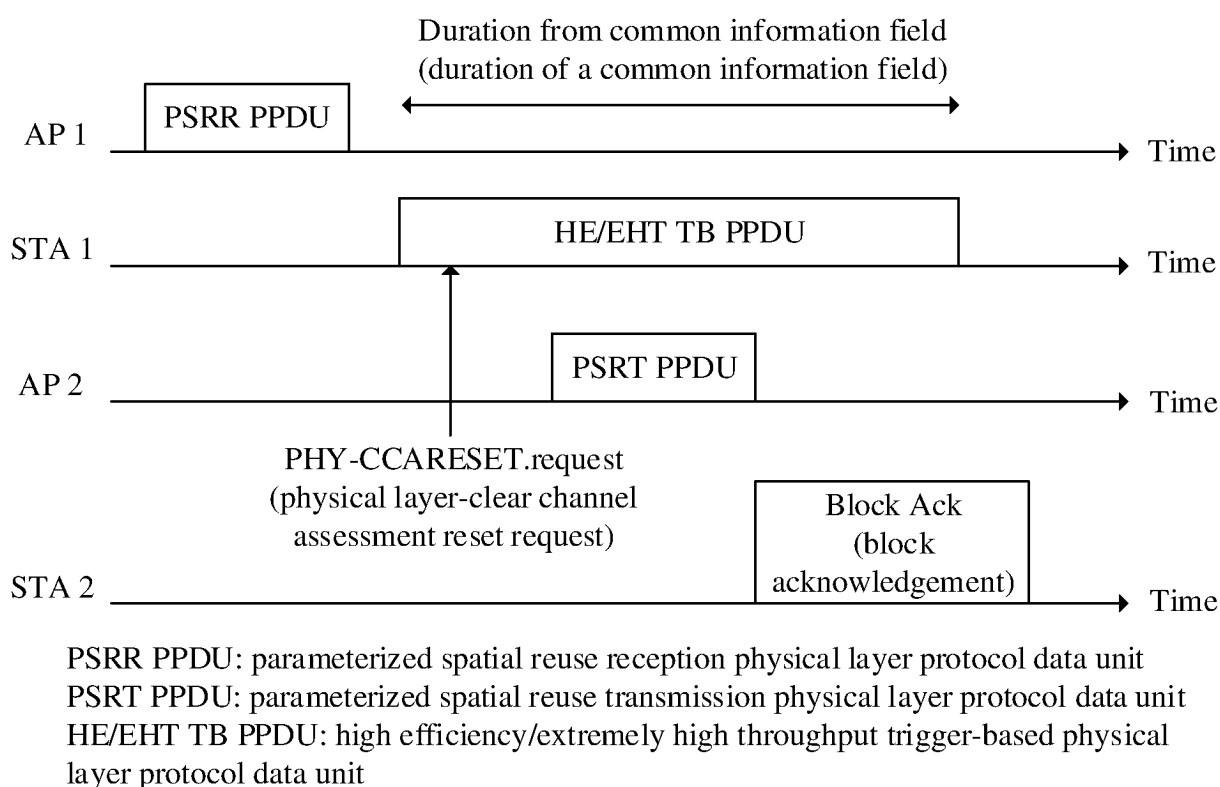 Duration from common information field
(duration of a common information field)
PSRR PPDU
AP 1
Time
HE/EHT TB PPDU
STA 1
Time
PSRT PPDU
AP 2
Time
PHY-CCARESET.request
(physical layer-clear channel
assessment reset request)
Block Ack
(block
acknowledgement)
STA 2
Time
PSRR PPDU: parameterized spatial reuse reception physical layer protocol data unit
PSRT PPDU: parameterized spatial reuse transmission physical layer protocol data unit
HE/EHT TB PPDU: high efficiency/extremely high throughput trigger-based physical
layer protocol data unit